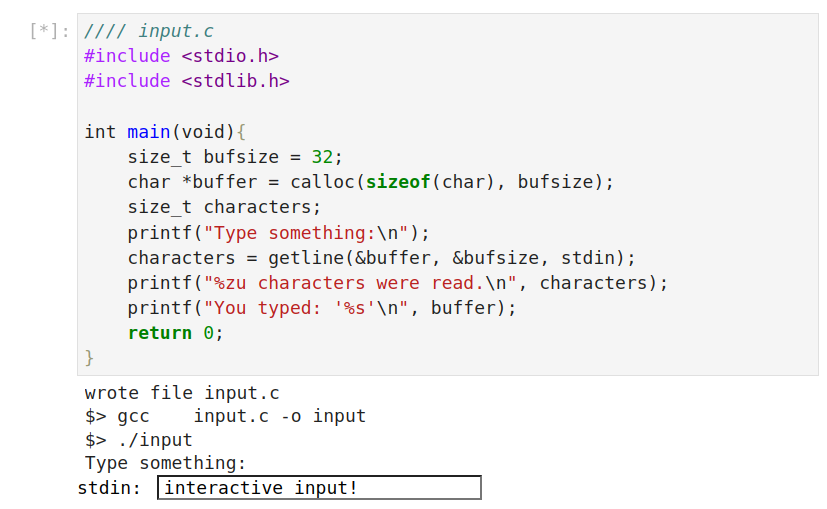 [*]: //// input.c
#include <stdio.h>
#include <stdlib.h>

int main(void){
    size_t bufsize = 32;
    char *buffer = calloc(sizeof(char), bufsize);
    size_t characters;
    printf("Type something:\n");
    characters = getline(&buffer, &bufsize, stdin);
    printf("%zu characters were read.\n", characters);
    printf("You typed: '%s'\n", buffer);
    return 0;
}
wrote file input.c
$> gcc    input.c -o input
$> ./input
Type something:
stdin: interactive input!